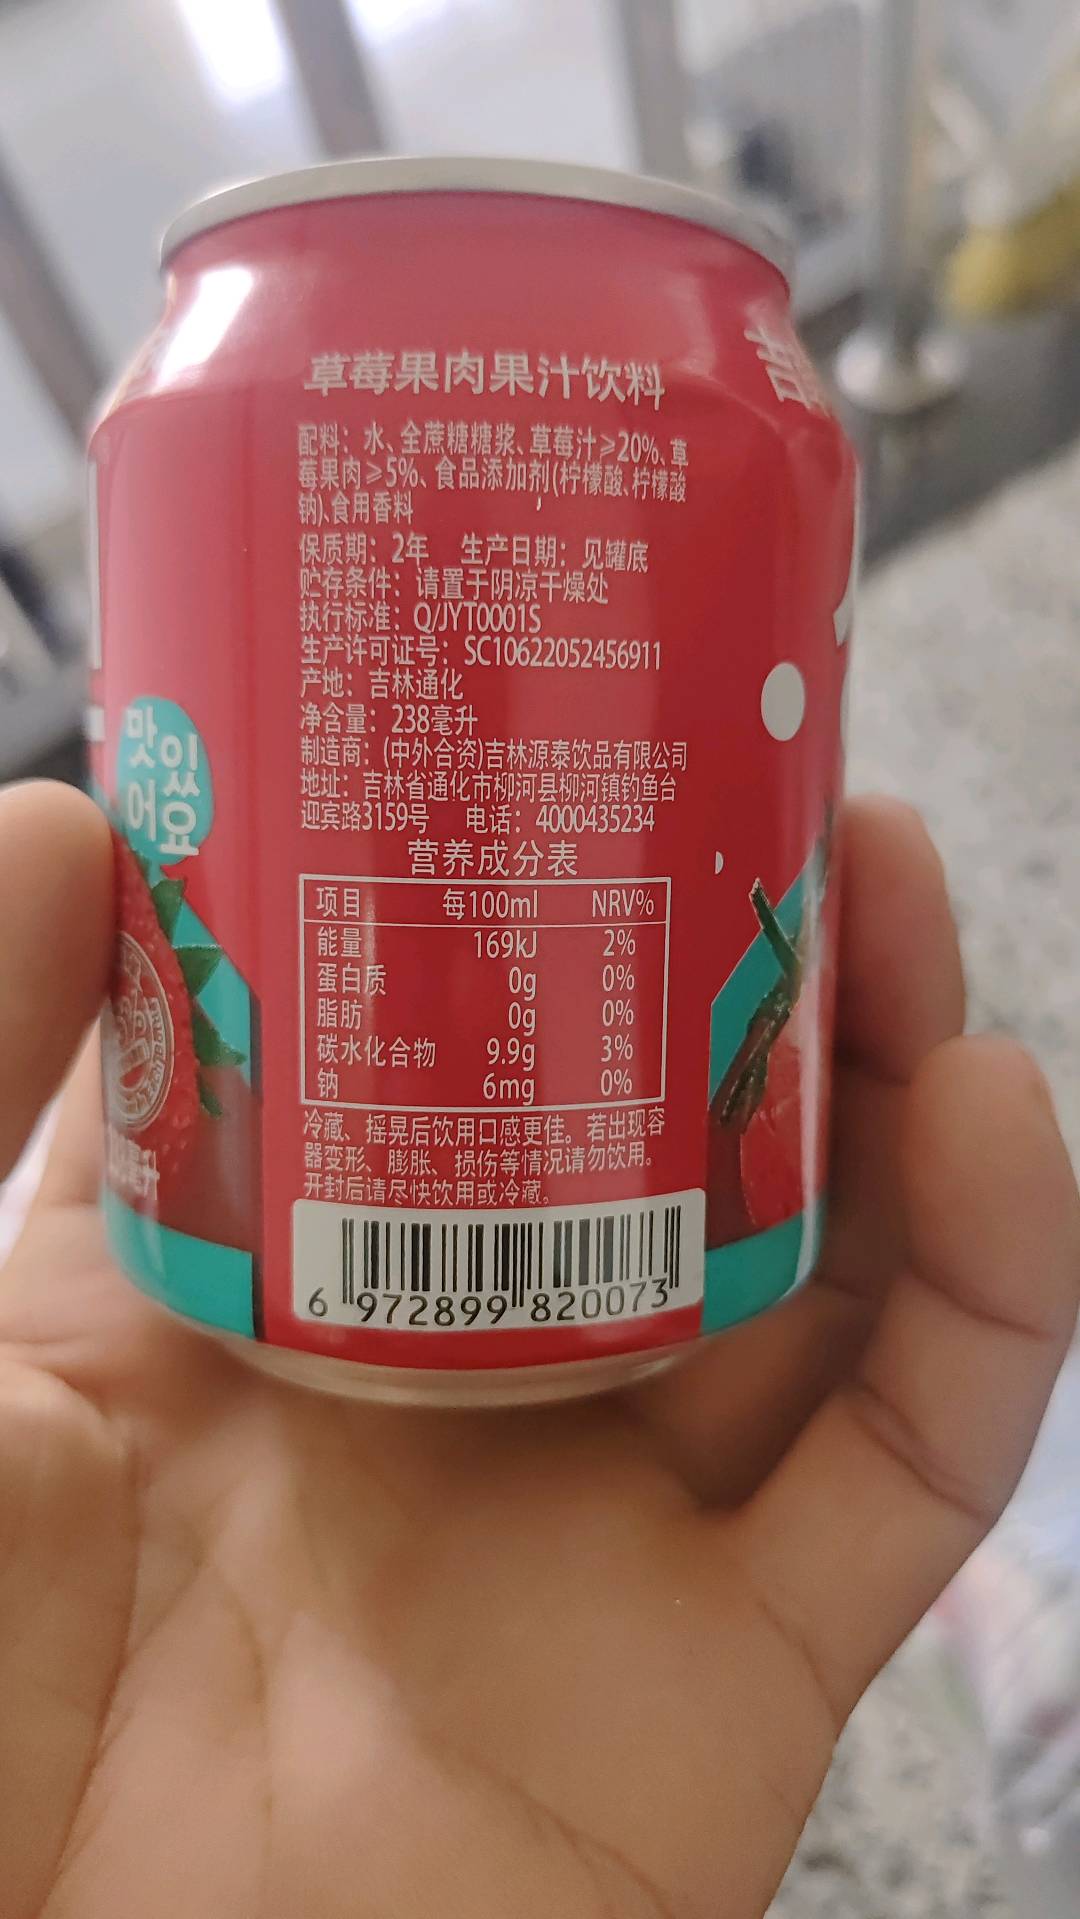 草莓果肉果汁饮料
配料：水、全蔗糖糖浆、草莓汁≥20%、草
莓果肉≥5%、食品添加剂(柠檬酸、柠檬酸
钠)、食用香料
保质期：2年 生产日期：见罐底
贮存条件：请置于阴凉干燥处
执行标准：Q/JYT0001S
生产许可证号：SC10622052456911
产地：吉林通化
净含量：238毫升
制造商：(中外合资)吉林源泰饮品有限公司
地址：吉林省通化市柳河县柳河镇钓鱼台
迎宾路3159号 电话：4000435234
营养成分表
项目 每100ml NRV%
能量 169kJ 2%
蛋白质 0g 0%
脂肪 0g 0%
碳水化合物 9.9g 3%
钠 6mg 0%
冷藏、摇晃后饮用口感更佳。若出现容
器变形、膨胀、损伤等情况请勿饮用。
开封后请尽快饮用或冷藏。
6 972899 820073
맛있
어요
毫升